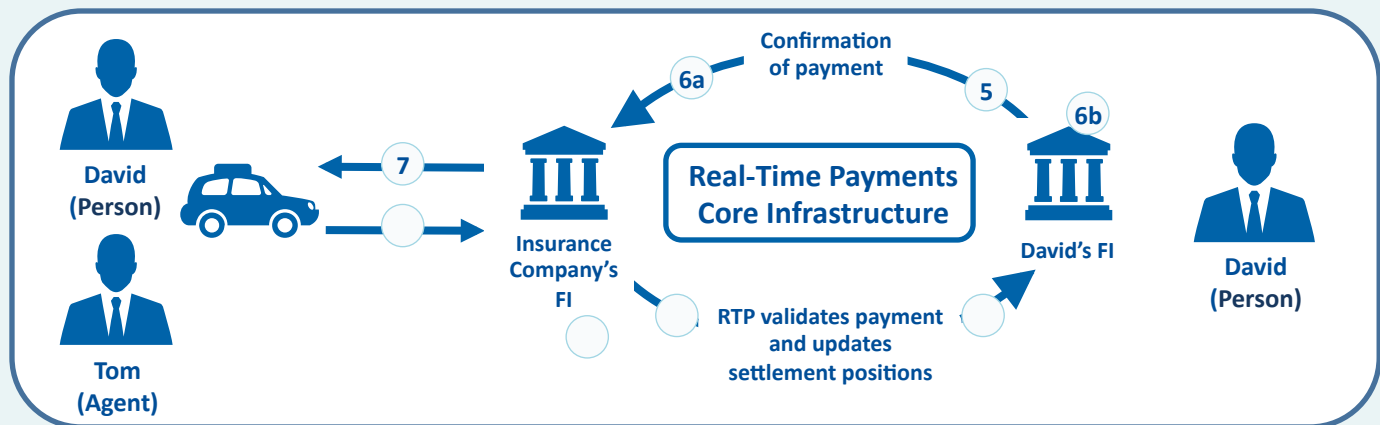 David
(Person)
Tom
(Agent)
7
Insurance
Company's
FI
6a
Confirmation
of payment
5
Real-Time Payments
Core Infrastructure
RTP validates payment
and updates
settlement positions
6b
David's FI
David
(Person)